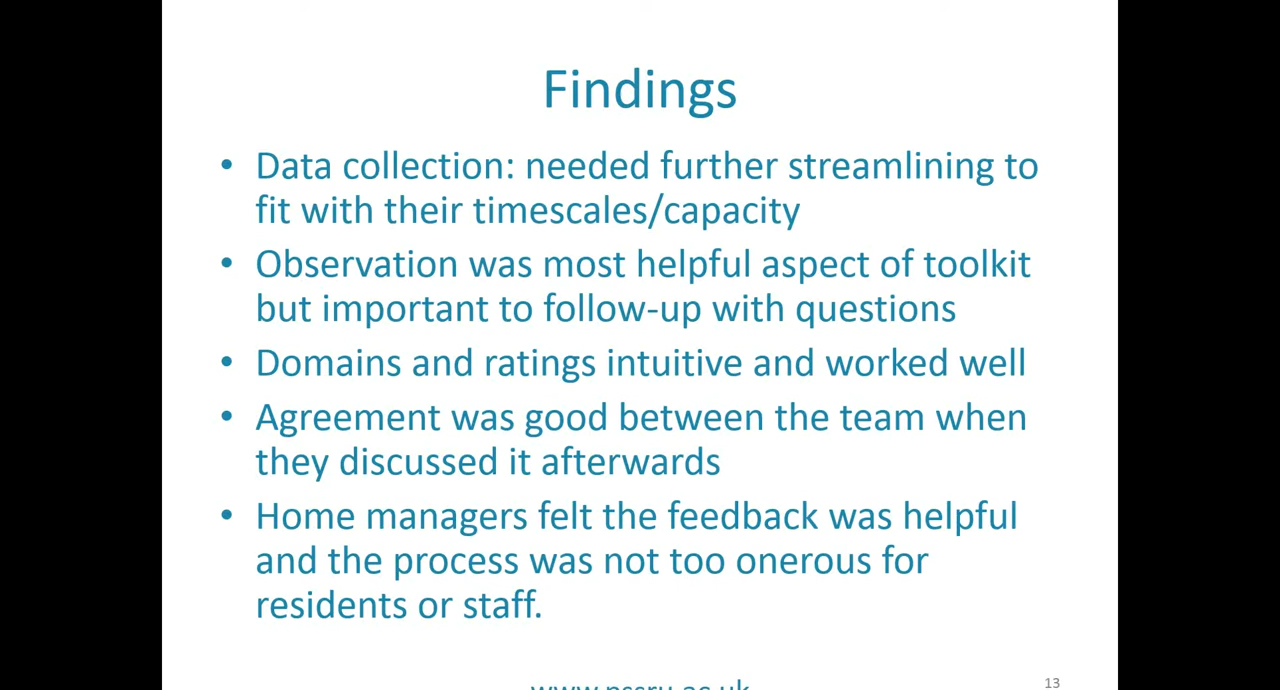 Findings
• Data collection: needed further streamlining to
fit with their timescales/capacity
• Observation was most helpful aspect of toolkit
but important to follow-up with questions
• Domains and ratings intuitive and worked well
• Agreement was good between the team when
they discussed it afterwards
• Home managers felt the feedback was helpful
and the process was not too onerous for
residents or staff.
www.pssru.ac.uk
13